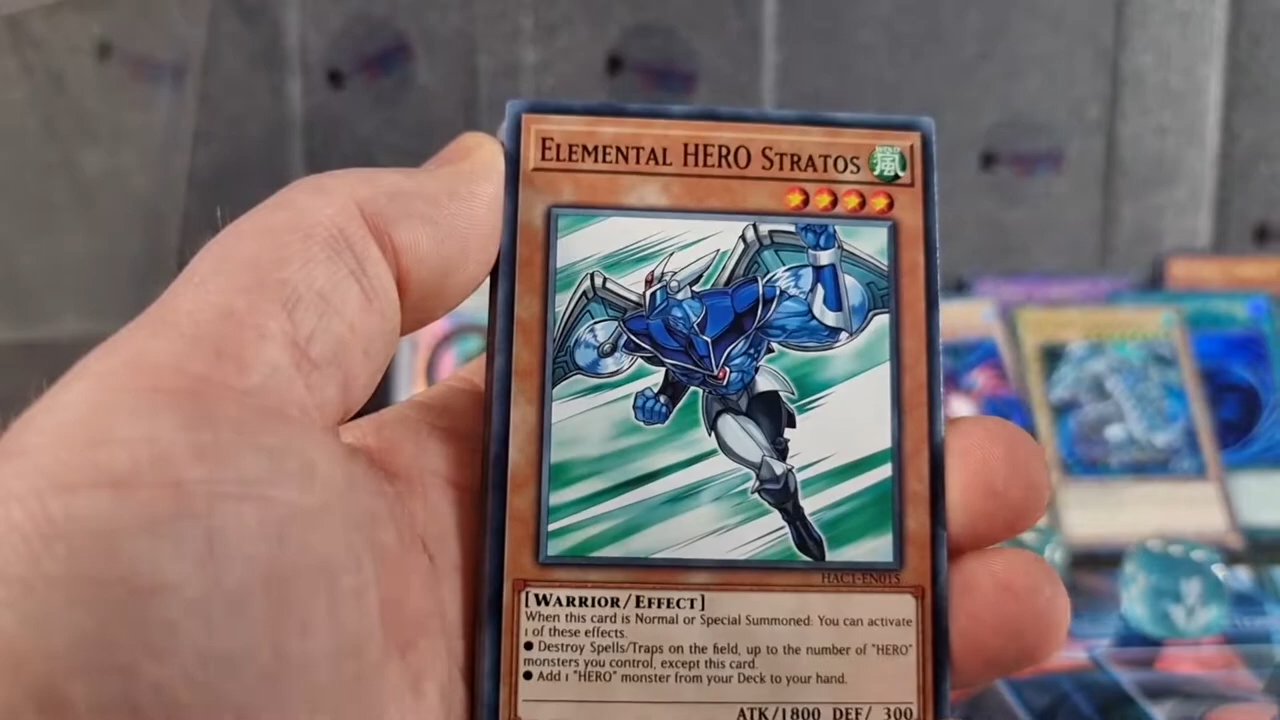 Elemental HERO Stratos
WIND
風
HAC1-EN015
[Warrior/Effect]
When this card is Normal or Special Summoned: You can activate
1 of these effects.
● Destroy Spells/Traps on the field, up to the number of "HERO"
monsters you control, except this card.
● Add 1 "HERO" monster from your Deck to your hand.
ATK/1800 DEF/ 300